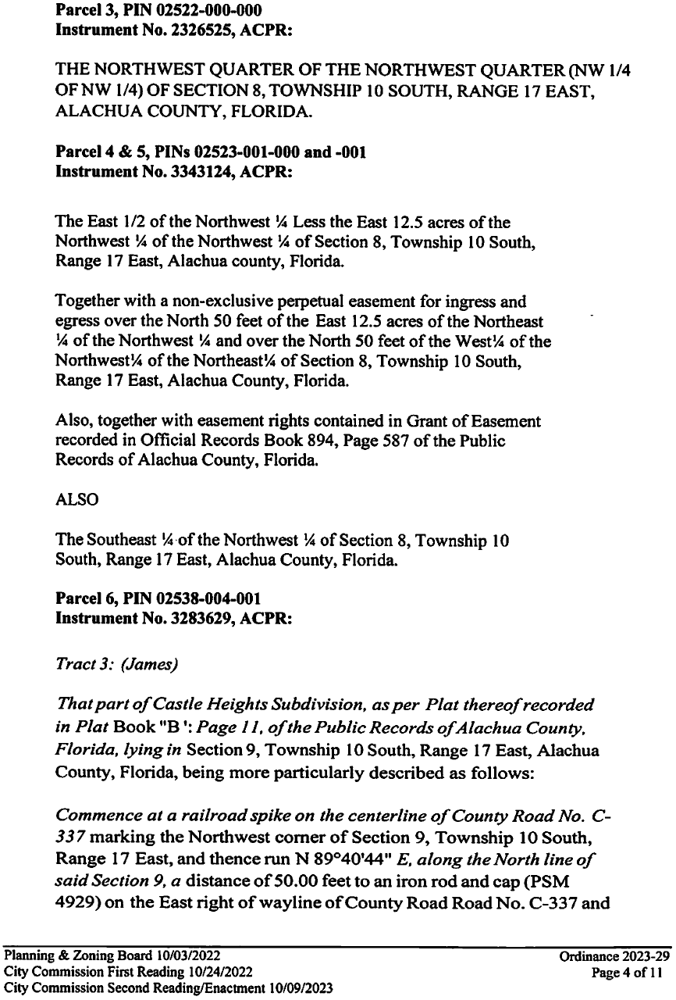 Parcel 3, PIN 02522-000-000
Instrument No. 2326525, ACPR:
THE NORTHWEST QUARTER OF THE NORTHWEST QUARTER (NW 1/4
OF NW 1/4) OF SECTION 8, TOWNSHIP 10 SOUTH, RANGE 17 EAST,
ALACHUA COUNTY, FLORIDA.
Parcel 4 & 5, PINs 02523-001-000 and -001
Instrument No. 3343124, ACPR:
The East 1/2 of the Northwest ¼ Less the East 12.5 acres of the
Northwest ¼ of the Northwest ¼ of Section 8, Township 10 South,
Range 17 East, Alachua county, Florida.
Together with a non-exclusive perpetual easement for ingress and
egress over the North 50 feet of the East 12.5 acres of the Northeast
¼ of the Northwest ¼ and over the North 50 feet of the West¼ of the
Northwest¼ of the Northeast¼ of Section 8, Township 10 South,
Range 17 East, Alachua County, Florida.
Also, together with easement rights contained in Grant of Easement
recorded in Official Records Book 894, Page 587 of the Public
Records of Alachua County, Florida.
ALSO
The Southeast ¼ of the Northwest ¼ of Section 8, Township 10
South, Range 17 East, Alachua County, Florida.
Parcel 6, PIN 02538-004-001
Instrument No. 3283629, ACPR:
Tract 3: (James)
That part of Castle Heights Subdivision, as per Plat thereof recorded
in Plat Book "B ': Page 11, of the Public Records of Alachua County,
Florida, lying in Section 9, Township 10 South, Range 17 East, Alachua
County, Florida, being more particularly described as follows:
Commence at a railroad spike on the centerline of County Road No. C-
337 marking the Northwest corner of Section 9, Township 10 South,
Range 17 East, and thence run N 89°40'44" E, along the North line of
said Section 9, a distance of 50.00 feet to an iron rod and cap (PSM
4929) on the East right of wayline of County Road Road No. C-337 and
Planning & Zoning Board 10/03/2022
City Commission First Reading 10/24/2022
City Commission Second Reading/Enactment 10/09/2023
Ordinance 2023-29
Page 4 of 11